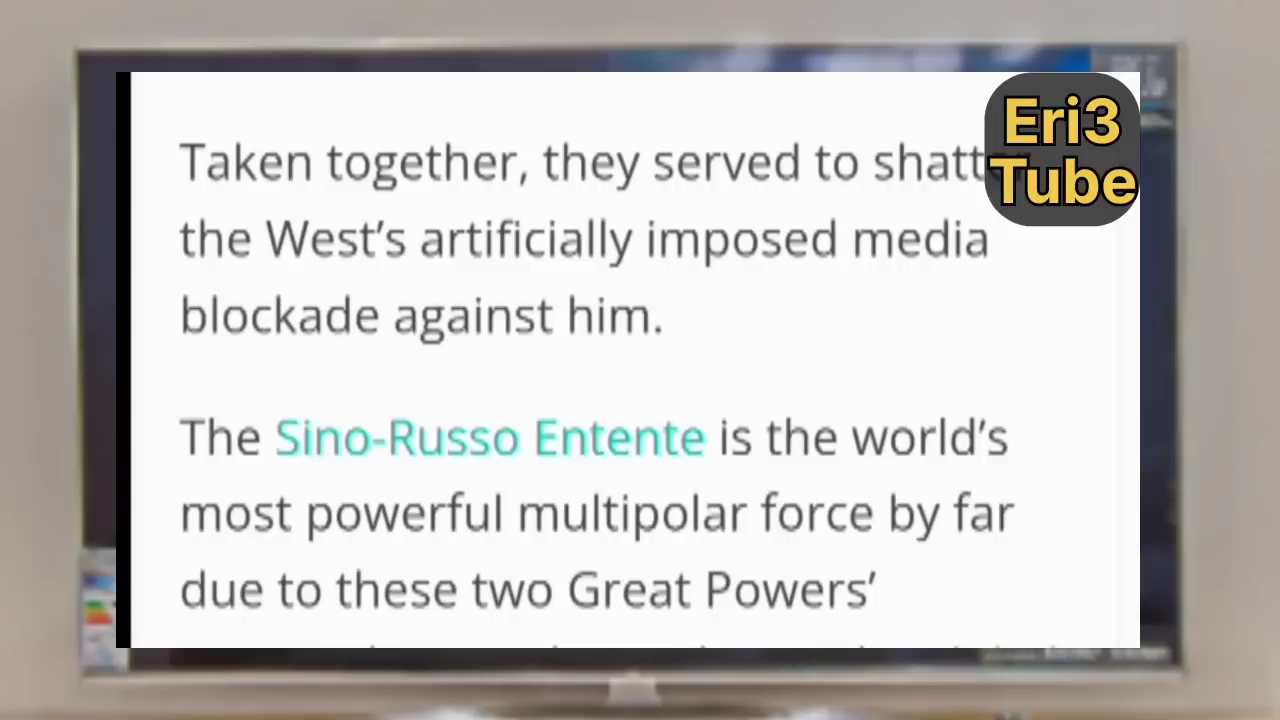 Eri3
Tube
Taken together, they served to
the West’s artificially imposed media
blockade against him.
The Sino-Russo Entente is the world’s
most powerful multipolar force by far
due to these two Great Powers’